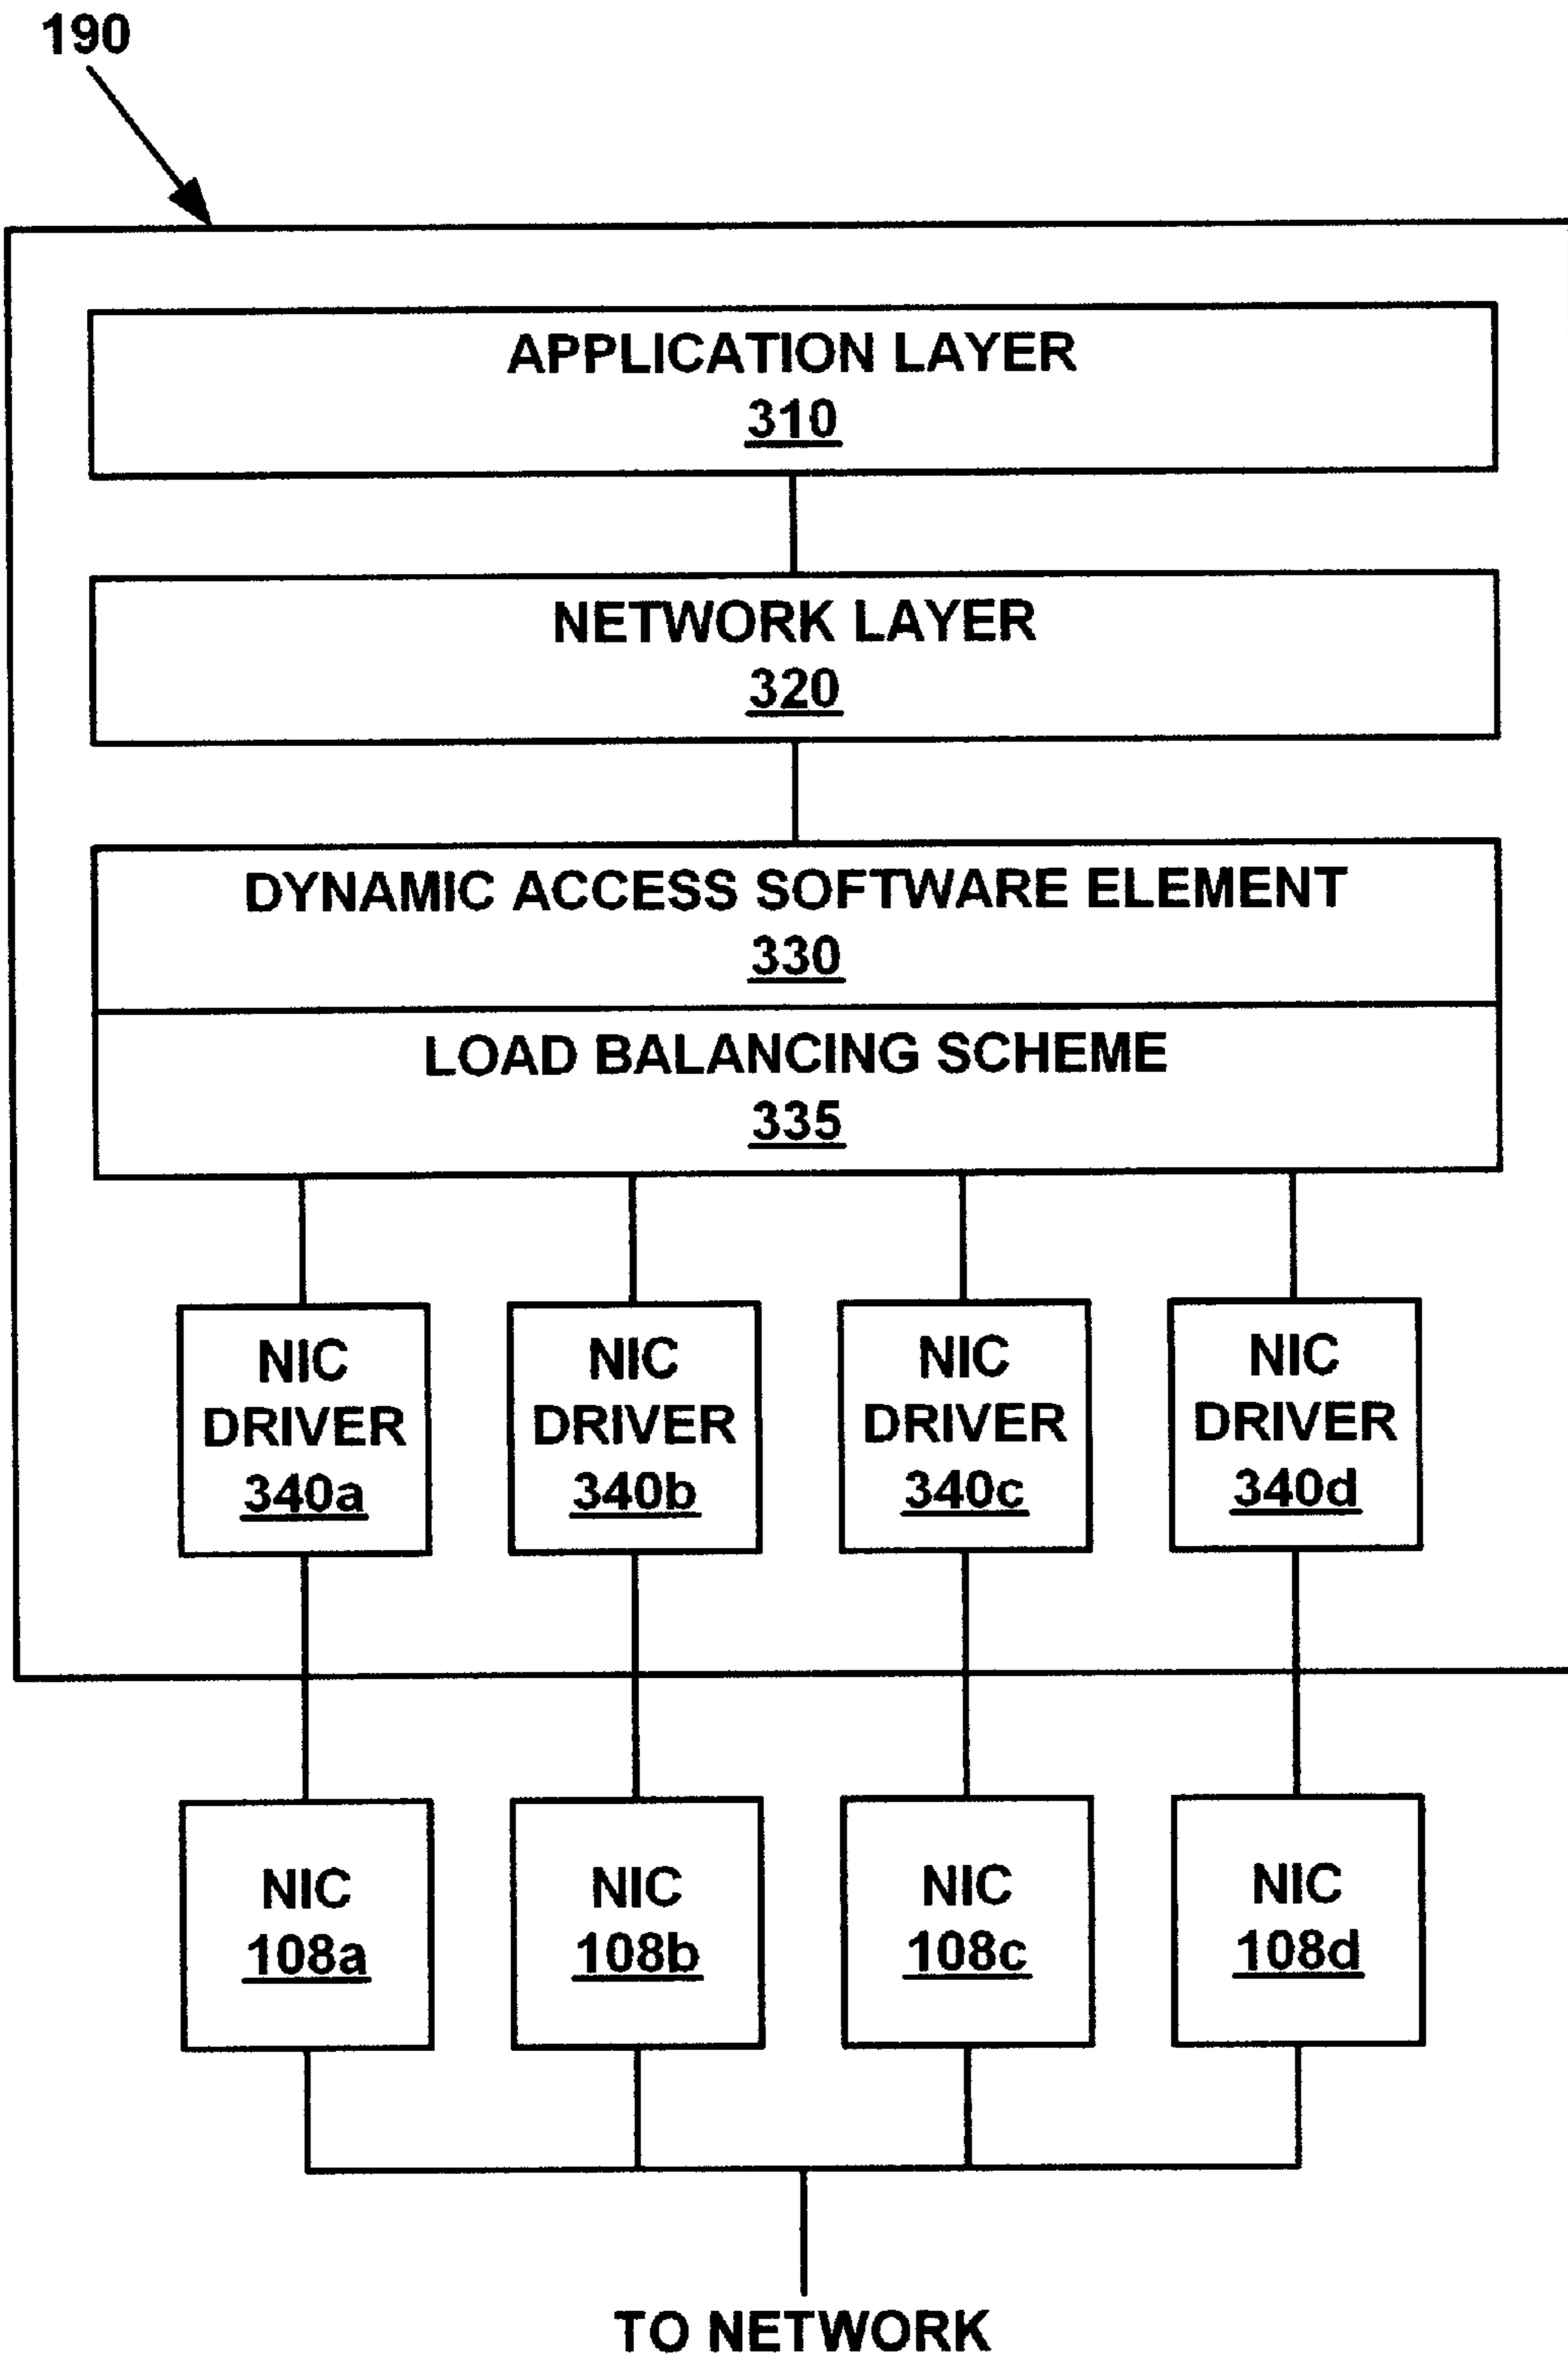 190
APPLICATION LAYER
310
NETWORK LAYER
320
DYNAMIC ACCESS SOFTWARE ELEMENT
330
LOAD BALANCING SCHEME
335
NIC
DRIVER
340a
NIC
DRIVER
340b
NIC
DRIVER
340c
NIC
DRIVER
340d
NIC
108a
NIC
108b
NIC
108c
NIC
108d
TO NETWORK